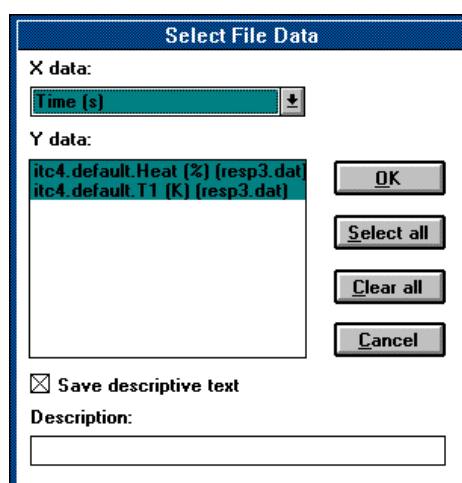 Select File Data
X data:
Time (s)
Y data:
itc4.default.Heat (%) (resp3.dat)
itc4.default.T1 (K) (resp3.dat)
OK
Select all
Clear all
Cancel
Save descriptive text
Description: